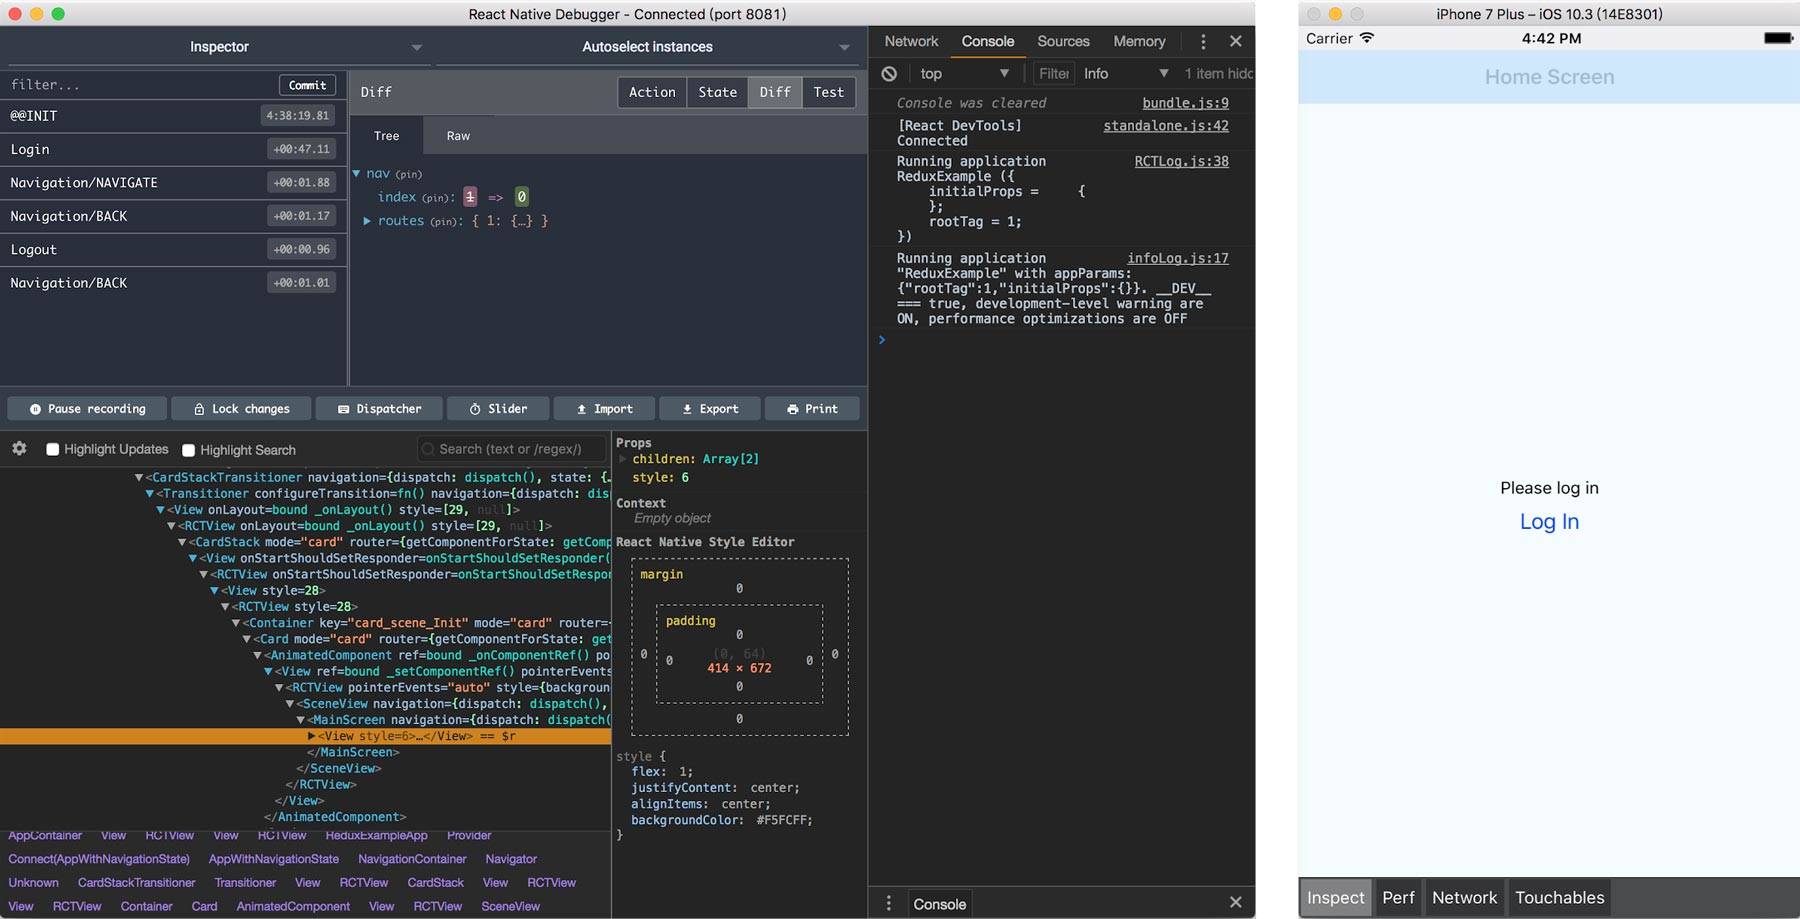 React Native Debugger - Connected (port 8081)
Inspector
Autoselect instances
filter...
Commit
@@INIT 4:38:19.81
Login +00:47.11
Navigation/NAVIGATE +00:01.88
Navigation/BACK +00:01.17
Logout +00:00.96
Navigation/BACK +00:01.01
Diff
Action State Diff Test
Tree Raw
nav (pin)
index (pin): 1 => 0
routes (pin): { 1: {…} }
Pause recording Lock changes Dispatcher Slider Import Export Print
Highlight Updates Highlight Search Search (text or /regex/)
<CardStackTransitioner navigation={dispatch: dispatch(), state: {…
<Transitioner configureTransition=fn() navigation={dispatch: dis
<View onLayout=bound _onLayout() style=[29, null]>
<RCTView onLayout=bound _onLayout() style=[29, null]>
<CardStack mode="card" router={getComponentForState: getComp
<View onStartShouldSetResponder=onStartShouldSetResponder(
<RCTView onStartShouldSetResponder=onStartShouldSetRespon
<View style=28>
<RCTView style=28>
<Container key="card_scene_Init" mode="card" router=
<Card mode="card" router={getComponentForState: get
<AnimatedComponent ref=bound _onComponentRef() po
<View ref=bound _setComponentRef() pointerEvents
<RCTView pointerEvents="auto" style={backgroun
<SceneView navigation={dispatch: dispatch(),
<MainScreen navigation={dispatch: dispatch(
<View style=6>…</View> == $r
</MainScreen>
</SceneView>
</RCTView>
</View>
</AnimatedComponent>
AppContainer View RCTView View RCTView ReduxExampleApp Provider
Connect(AppWithNavigationState) AppWithNavigationState NavigationContainer Navigator
Unknown CardStackTransitioner Transitioner View RCTView CardStack View RCTView
View RCTView Container Card AnimatedComponent View RCTView SceneView
Props
children: Array[2]
style: 6
Context
Empty object
React Native Style Editor
margin
0
padding
0
0 0 (0, 64) 0 0
414 × 672
0
0
style {
flex: 1;
justifyContent: center;
alignItems: center;
backgroundColor: #F5FCFF;
}
Network Console Sources Memory
top Filter Info 1 item hidd
Console was cleared bundle.js:9
[React DevTools] standalone.js:42
Connected
Running application RCTLog.js:38
ReduxExample ({
initialProps = {
};
rootTag = 1;
})
Running application infoLog.js:17
"ReduxExample" with appParams:
{"rootTag":1,"initialProps":{}}. __DEV__
=== true, development-level warning are
ON, performance optimizations are OFF
Console
iPhone 7 Plus – iOS 10.3 (14E8301)
Carrier 4:42 PM
Home Screen
Please log in
Log In
Inspect Perf Network Touchables